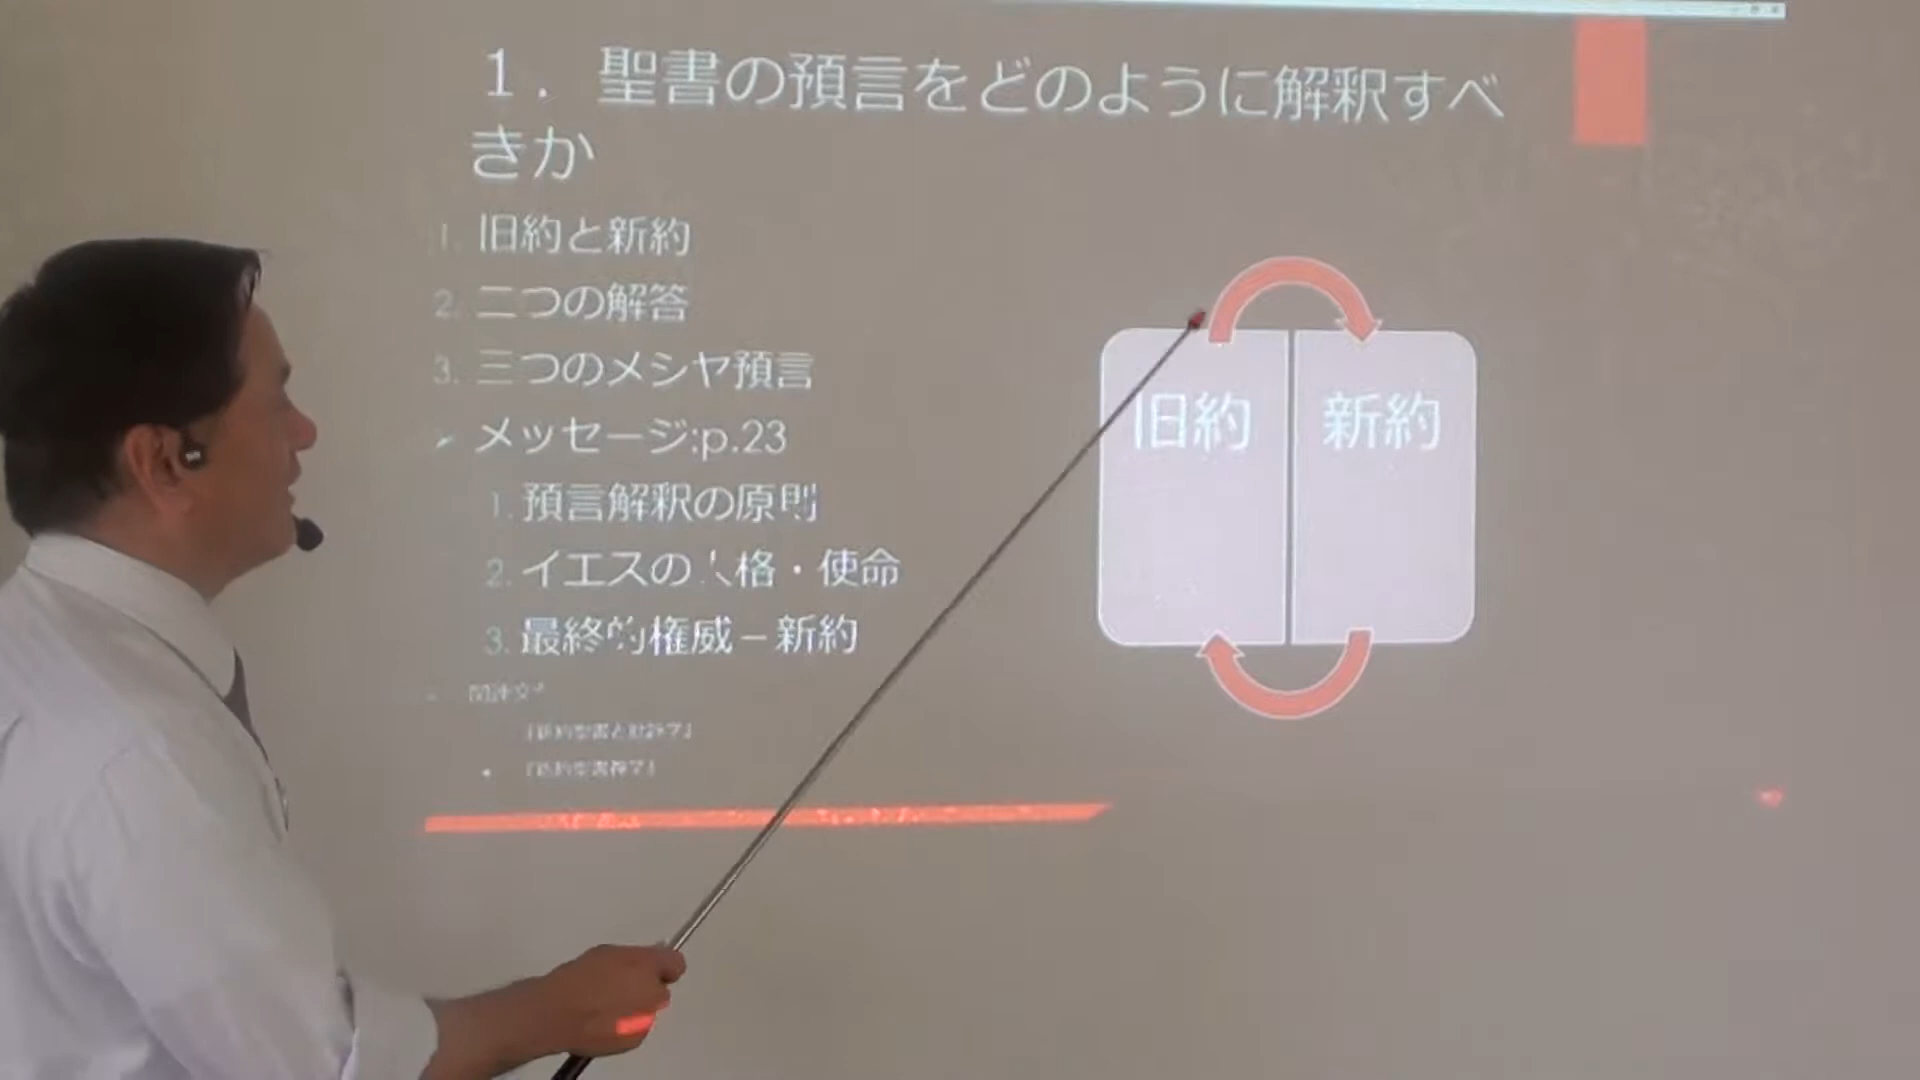 1. 聖書の預言をどのように解釈すべ
きか
1. 旧約と新約
2. 二つの解答
3. 三つのメシヤ預言
メッセージ:p.23
1. 預言解釈の原則
2. イエスの人格・使命
3. 最終的権威－新約
旧約
新約